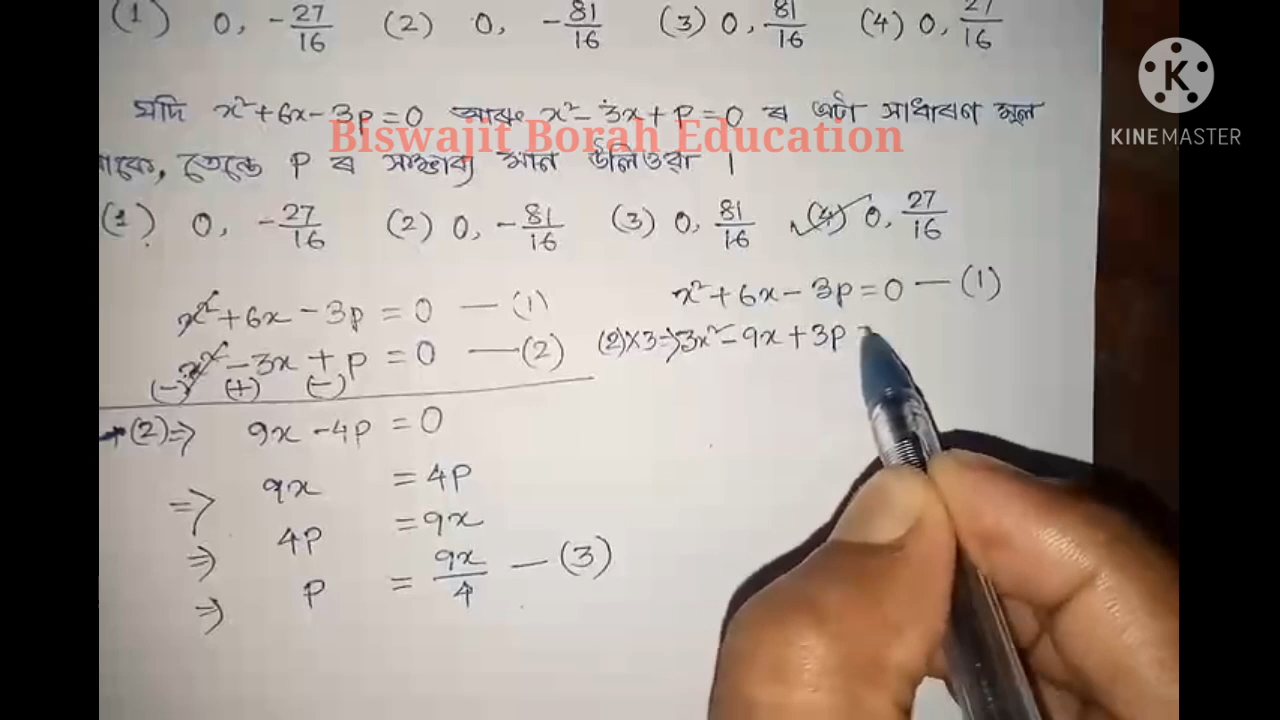 (1) 0, -27/16 (2) 0, -81/16 (3) 0, 81/16 (4) 0, 27/16
যদি x²+6x-3p=0 আৰু x²-3x+p=0 ৰ এটা সাধাৰণ মূল
থাকে, তেন্তে p ৰ সম্ভাব্য মান উলিওৱা ।
Biswajit Borah Education
KINEMASTER
(1) 0, -27/16 (2) 0, -81/16 (3) 0, 81/16 (4) 0, 27/16
x²+6x-3p=0 —(1)
x²-3x+p=0 —(2)
(-) (+) (-)
(2)⇒ 9x-4p=0
⇒ 9x =4p
⇒ 4p =9x
⇒ p = 9x/4 —(3)
x²+6x-3p=0 —(1)
(2)×3⇒3x²-9x+3p